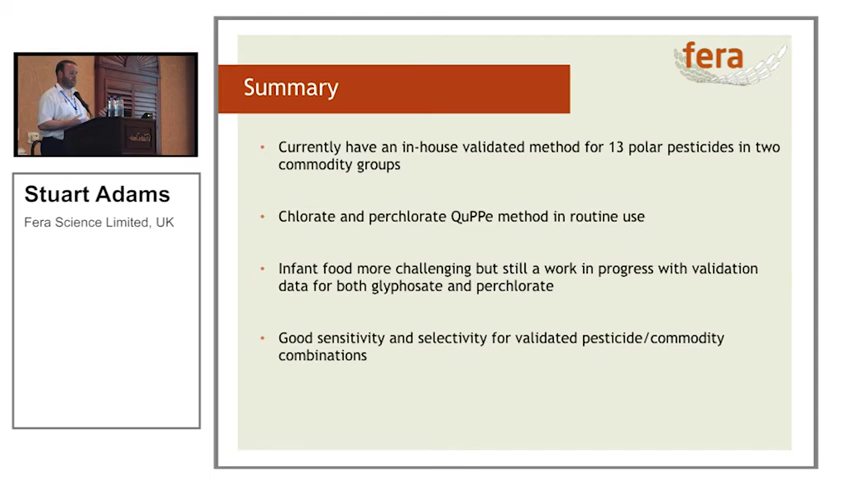 fera
Summary
Currently have an in-house validated method for 13 polar pesticides in two
commodity groups
Stuart Adams
Fera Science Limited, UK
Chlorate and perchlorate QuPPe method in routine use
Infant food more challenging but still a work in progress with validation
data for both glyphosate and perchlorate
Good sensitivity and selectivity for validated pesticide/commodity
combinations